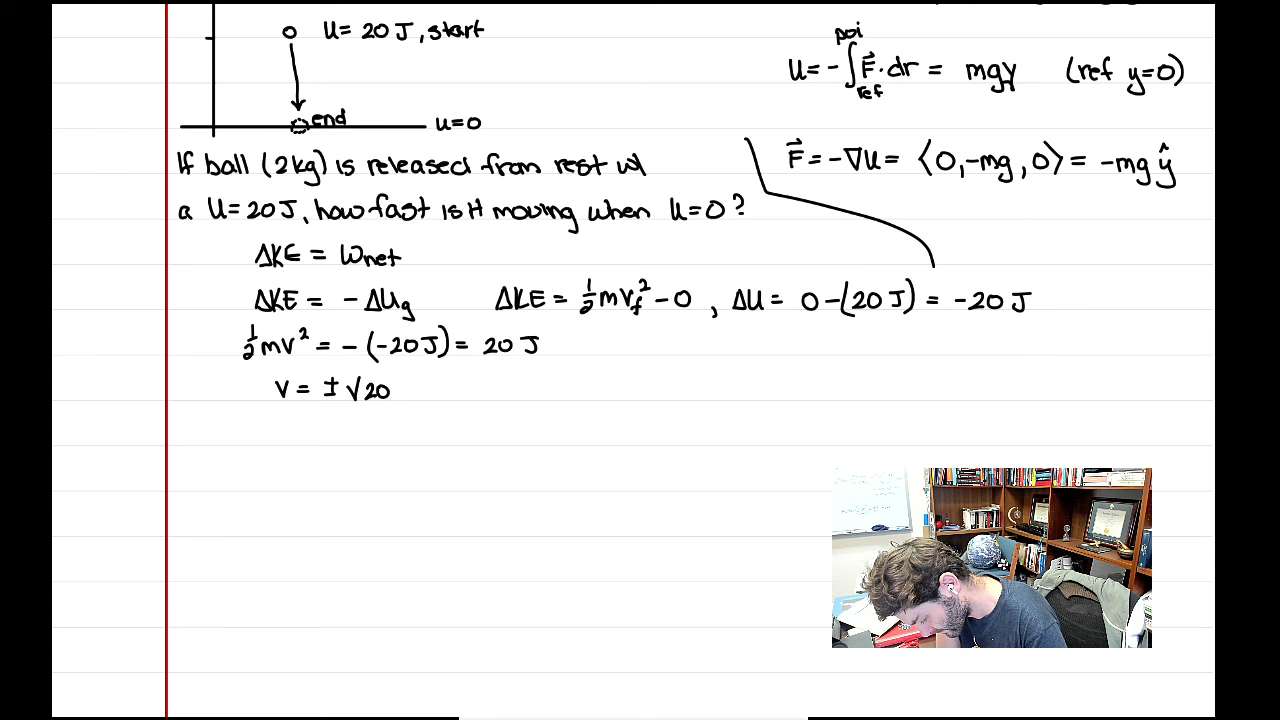 U = 20 J, start
end
u=0
If ball (2kg) is released from rest w/
a U = 20J, how fast is it moving when U=0?
ΔKE = Wnet
ΔKE = -ΔUg ΔKE = ½mvf² - 0 , ΔU = 0-(20 J) = -20 J
½mv² = -(-20J) = 20 J
V = ± √20
poi
U = -∫F⃗·dr = mgy (ref y=0)
ref
F⃗ = -∇U = ⟨0,-mg,0⟩ = -mg ŷ